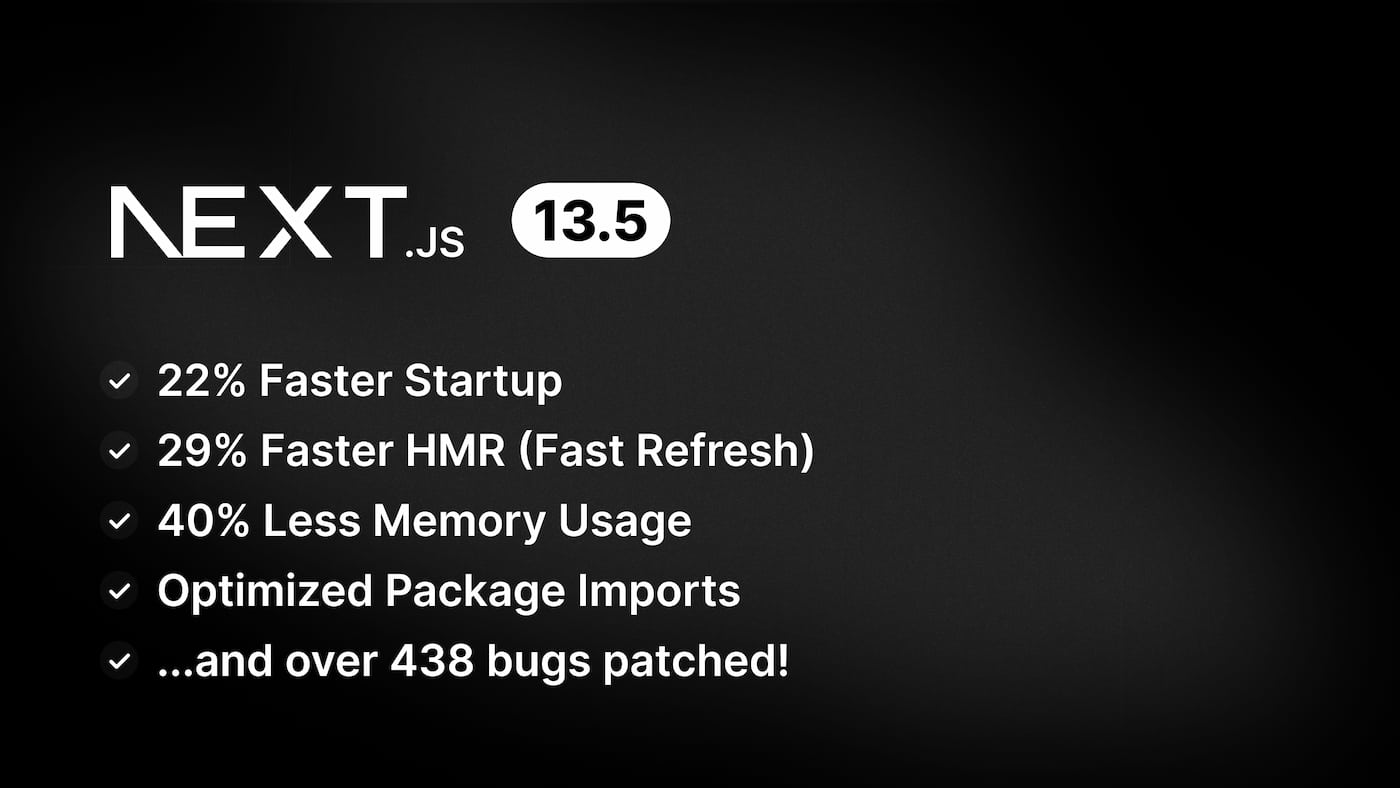 NEXT.JS 13.5
22% Faster Startup
29% Faster HMR (Fast Refresh)
40% Less Memory Usage
Optimized Package Imports
...and over 438 bugs patched!